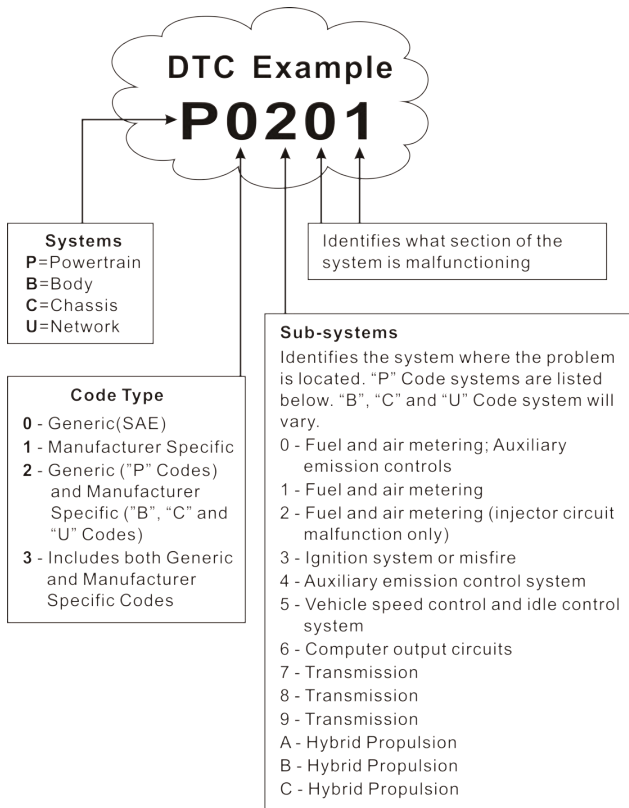 DTC Example
P0201
Systems
P=Powertrain
B=Body
C=Chassis
U=Network
Identifies what section of the
system is malfunctioning
Code Type
0 - Generic(SAE)
1 - Manufacturer Specific
2 - Generic ("P" Codes)
and Manufacturer
Specific ("B", "C" and
"U" Codes)
3 - Includes both Generic
and Manufacturer
Specific Codes
Sub-systems
Identifies the system where the problem
is located. "P" Code systems are listed
below. "B", "C" and "U" Code system will
vary.
0 - Fuel and air metering; Auxiliary
emission controls
1 - Fuel and air metering
2 - Fuel and air metering (injector circuit
malfunction only)
3 - Ignition system or misfire
4 - Auxiliary emission control system
5 - Vehicle speed control and idle control
system
6 - Computer output circuits
7 - Transmission
8 - Transmission
9 - Transmission
A - Hybrid Propulsion
B - Hybrid Propulsion
C - Hybrid Propulsion